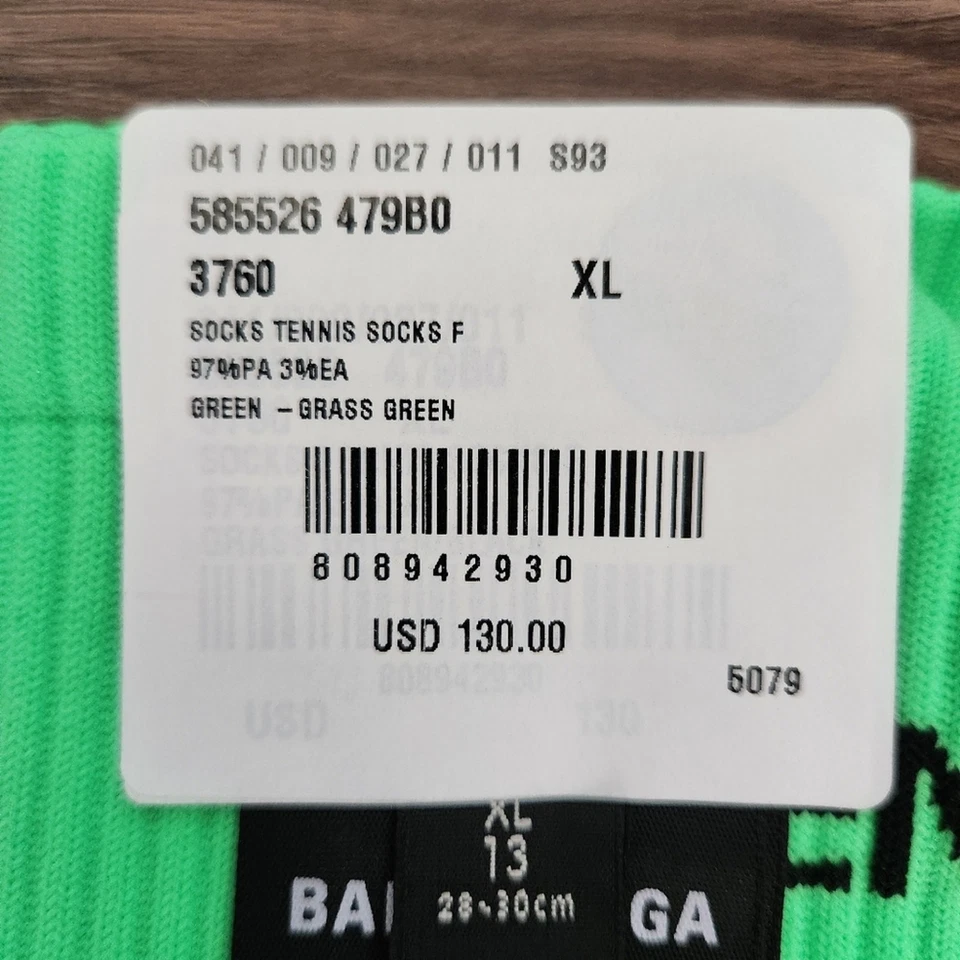 041 / 009 / 027 / 011 S93
585526 479B0
3760 XL
SOCKS TENNIS SOCKS F
97%PA 3%EA
GREEN - GRASS GREEN
808942930
USD 130.00
5079
XL
13
28-30cm
BA GA